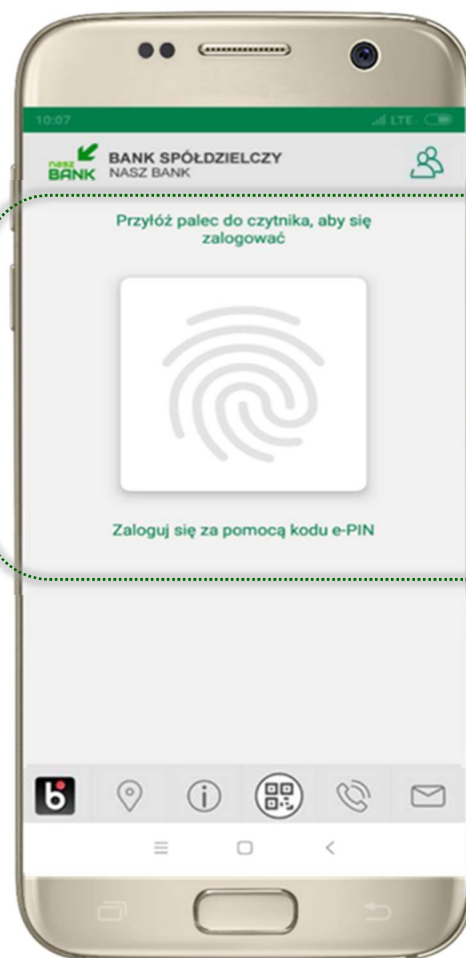 10:07
LTE
nasz
BANK
BANK SPÓŁDZIELCZY
NASZ BANK
Przyłóż palec do czytnika, aby się
zalogować
Zaloguj się za pomocą kodu e-PIN